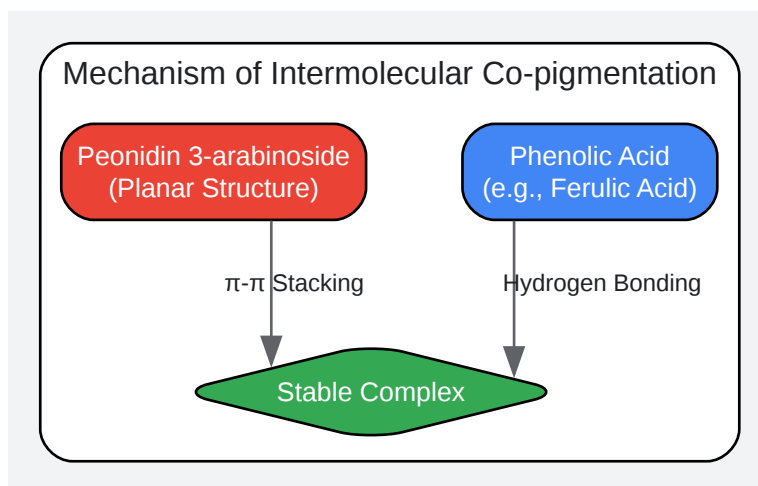 Mechanism of Intermolecular Co-pigmentation
Peonidin 3-arabinoside
(Planar Structure)
Phenolic Acid
(e.g., Ferulic Acid)
π-π Stacking
Hydrogen Bonding
Stable Complex